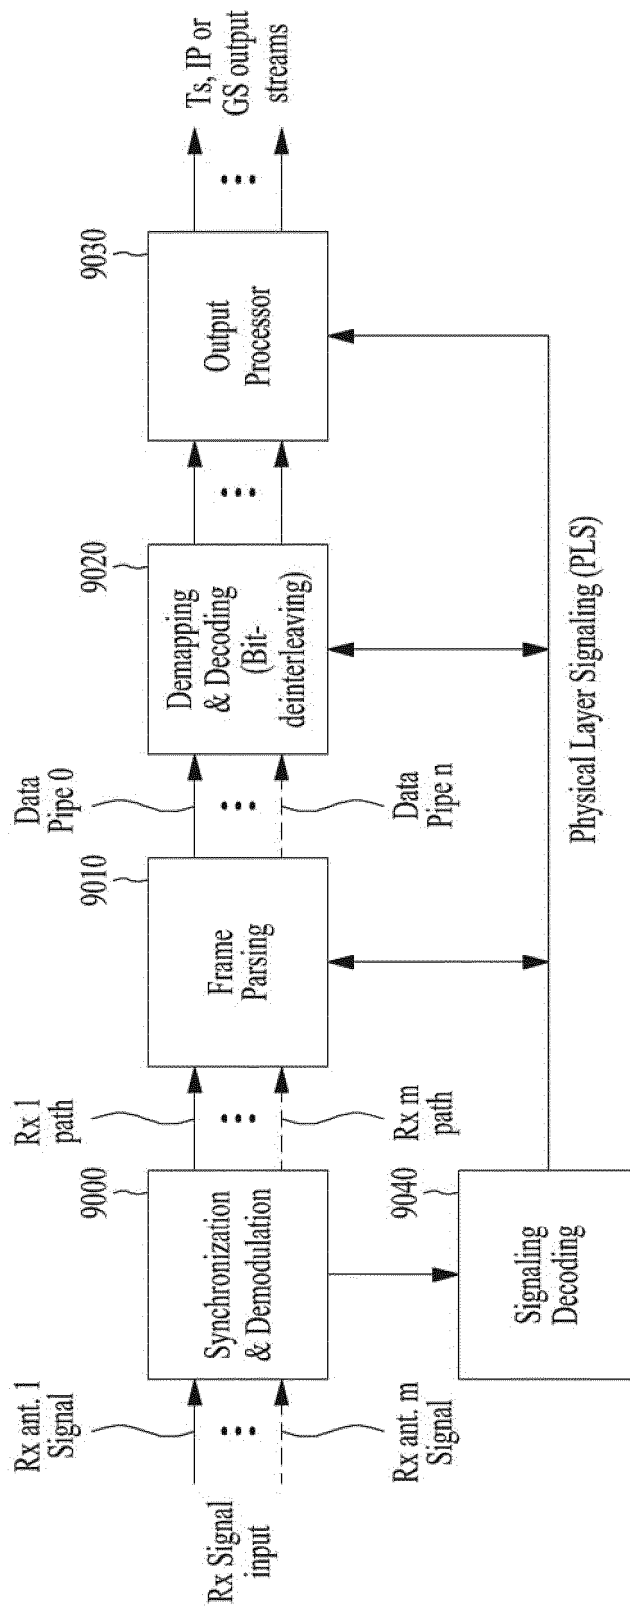 Rx Signal
input
Rx ant. 1
Signal
Rx ant. m
Signal
9000
Synchronization
& Demodulation
Rx 1
path
Rx m
path
9010
Frame
Parsing
Data
Pipe 0
Data
Pipe n
9020
Demapping
& Decoding
(Bit-
deinterleaving)
9030
Output
Processor
Ts, IP or
GS output
streams
9040
Signaling
Decoding
Physical Layer Signaling (PLS)